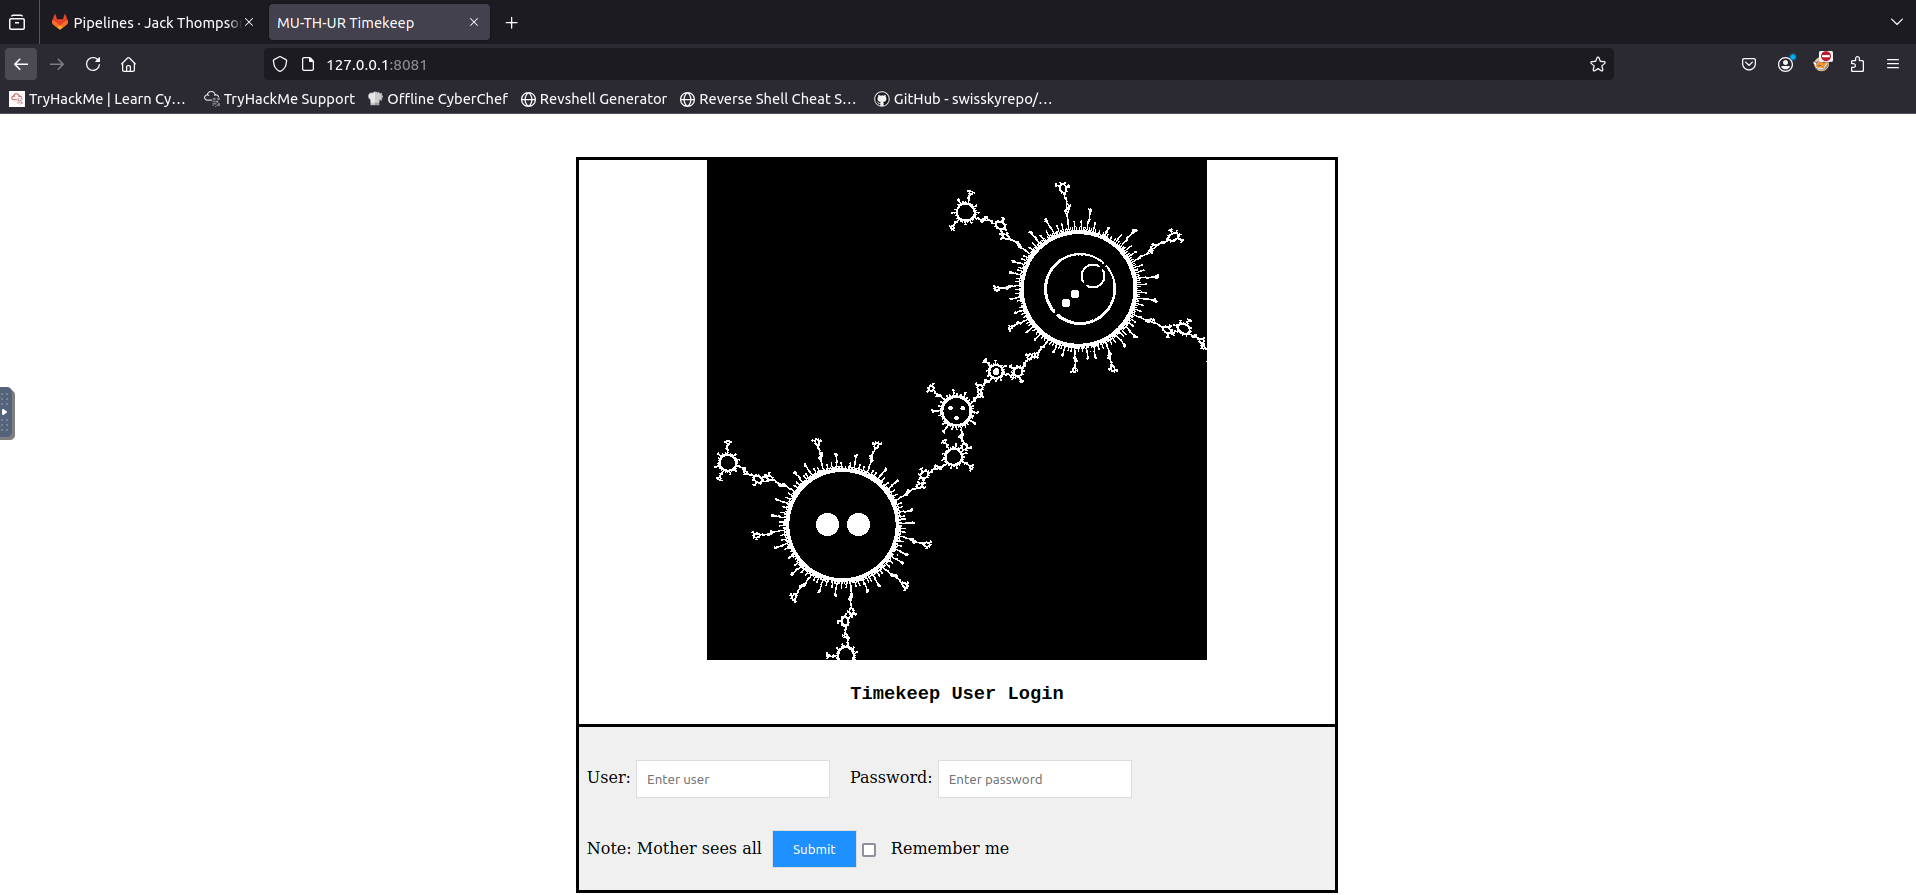 Pipelines · Jack Thompso
MU-TH-UR Timekeep
127.0.0.1:8081
TryHackMe | Learn Cy…
TryHackMe Support
Offline CyberChef
Revshell Generator
Reverse Shell Cheat S…
GitHub - swisskyrepo/…
Timekeep User Login
User: Enter user Password: Enter password
Note: Mother sees all Submit Remember me